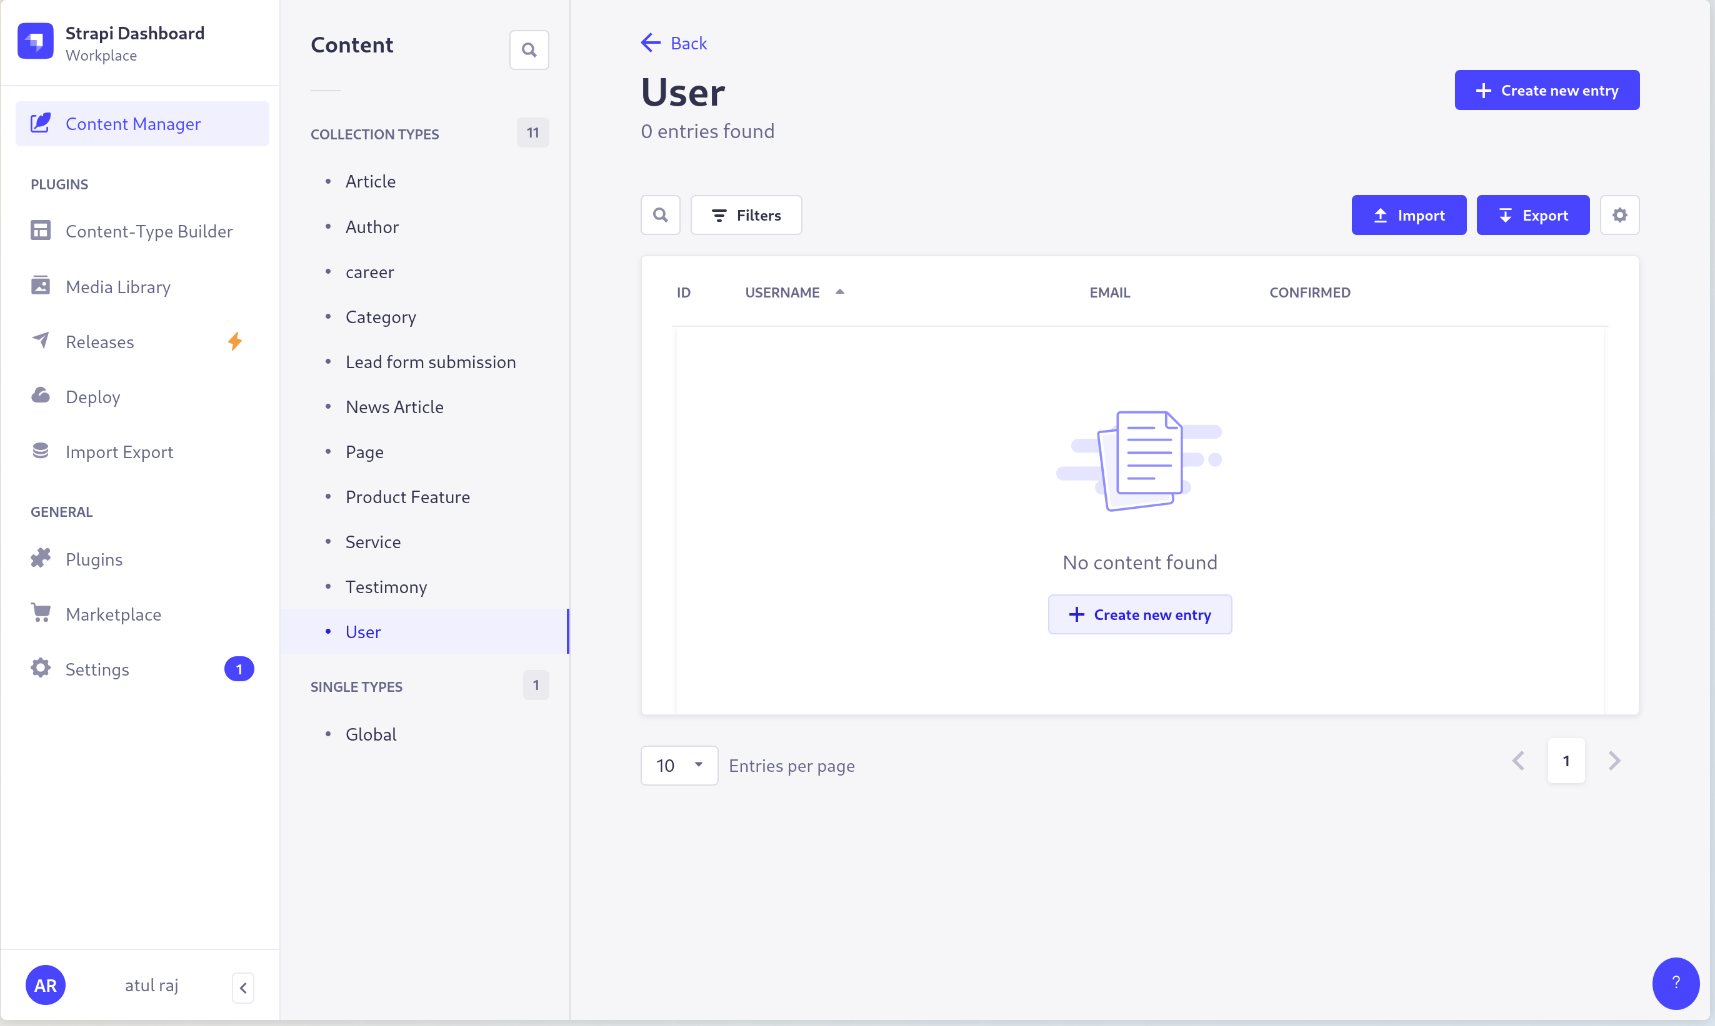 Strapi Dashboard
Workplace
Content Manager
PLUGINS
Content-Type Builder
Media Library
Releases
Deploy
Import Export
GENERAL
Plugins
Marketplace
Settings
1
AR
atul raj
Content
COLLECTION TYPES
11
Article
Author
career
Category
Lead form submission
News Article
Page
Product Feature
Service
Testimony
User
SINGLE TYPES
1
Global
Back
User
0 entries found
Create new entry
Filters
Import
Export
ID USERNAME EMAIL CONFIRMED
No content found
Create new entry
10
Entries per page
1
?